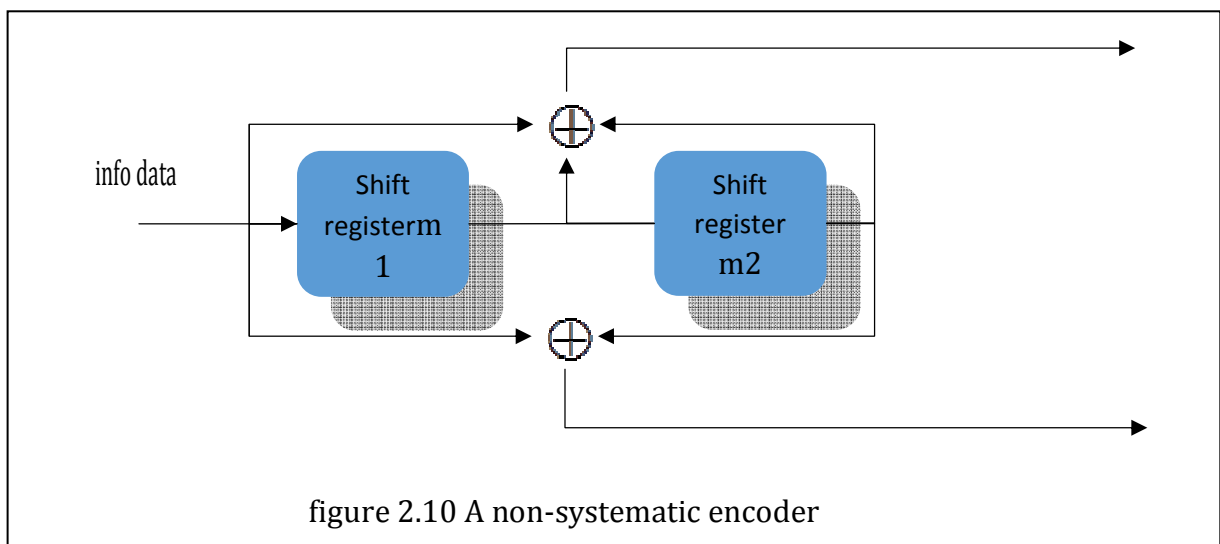 info data
Shift
registerm
1
Shift
register
m2
figure 2.10 A non-systematic encoder